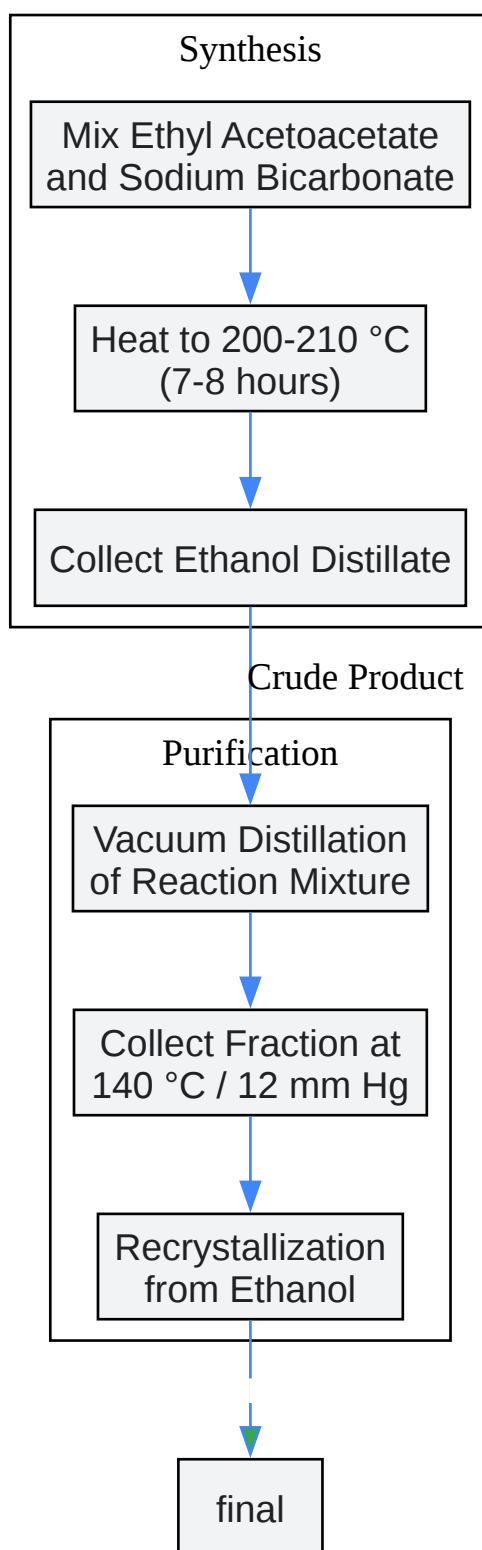 Synthesis
Mix Ethyl Acetoacetate
and Sodium Bicarbonate
Heat to 200-210 °C
(7-8 hours)
Collect Ethanol Distillate
Crude Product
Purification
Vacuum Distillation
of Reaction Mixture
Collect Fraction at
140 °C / 12 mm Hg
Recrystallization
from Ethanol
final